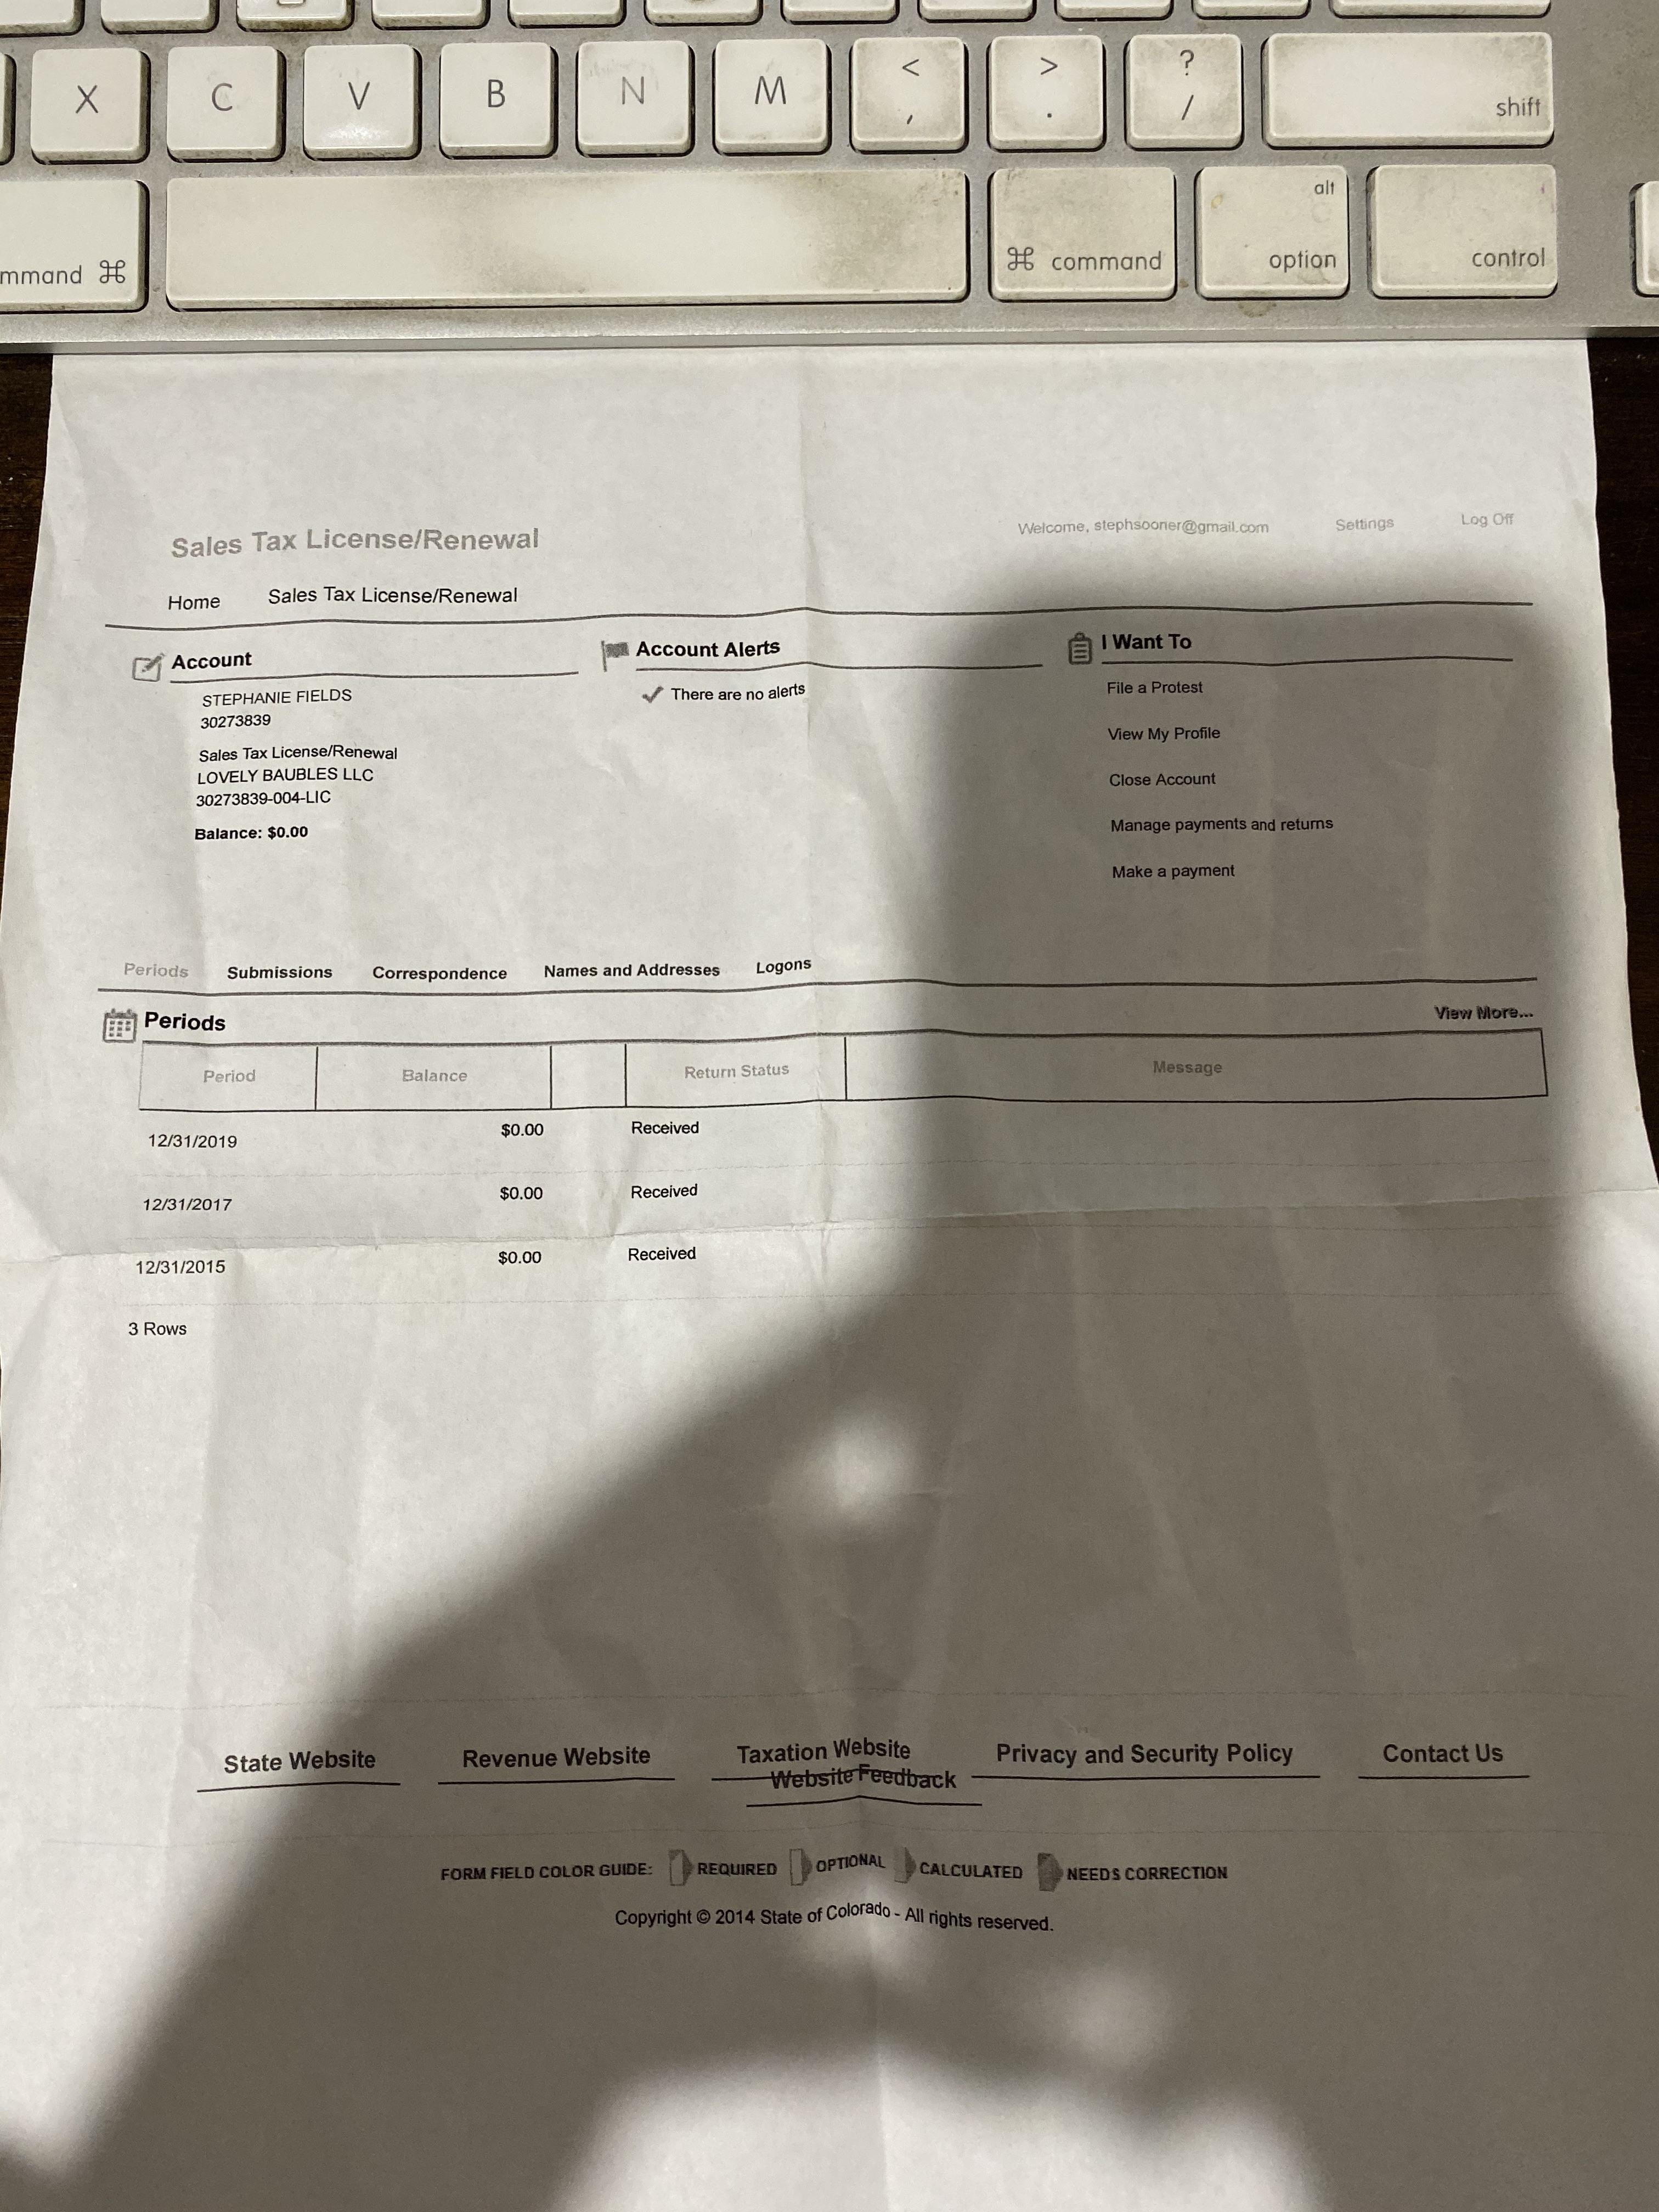 X C V B N M < , > . ? / shift
mmand ⌘ ⌘ command alt option control
Welcome, stephsooner@gmail.com Settings Log Off
Sales Tax License/Renewal
Home Sales Tax License/Renewal
Account
STEPHANIE FIELDS
30273839
Sales Tax License/Renewal
LOVELY BAUBLES LLC
30273839-004-LIC
Balance: $0.00
Account Alerts
There are no alerts
I Want To
File a Protest
View My Profile
Close Account
Manage payments and returns
Make a payment
Periods Submissions Correspondence Names and Addresses Logons
Periods View More...
Period Balance Return Status Message
12/31/2019 $0.00 Received
12/31/2017 $0.00 Received
12/31/2015 $0.00 Received
3 Rows
State Website Revenue Website Taxation Website Privacy and Security Policy Contact Us
Website Feedback
FORM FIELD COLOR GUIDE: REQUIRED OPTIONAL CALCULATED NEEDS CORRECTION
Copyright © 2014 State of Colorado - All rights reserved.